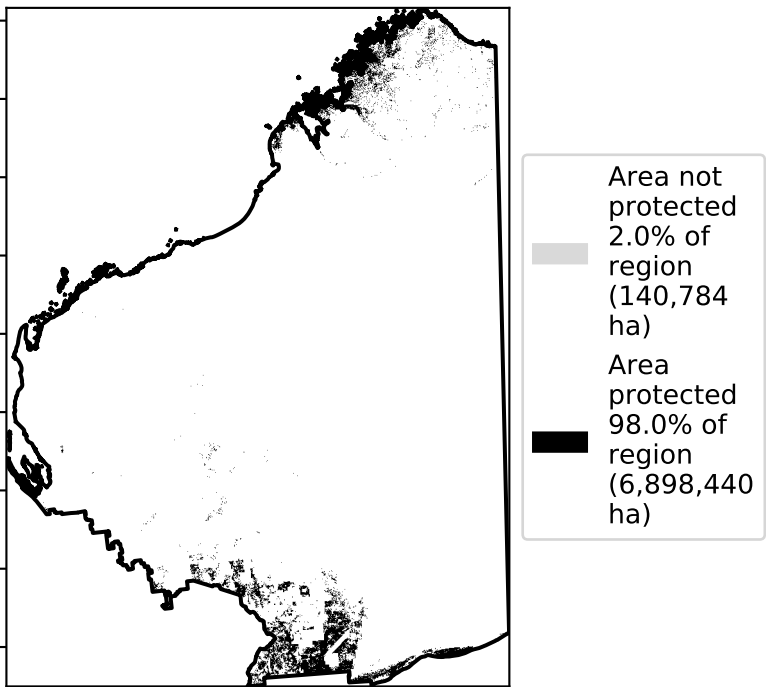 Area not
protected
2.0% of
region
(140,784
ha)
Area
protected
98.0% of
region
(6,898,440
ha)